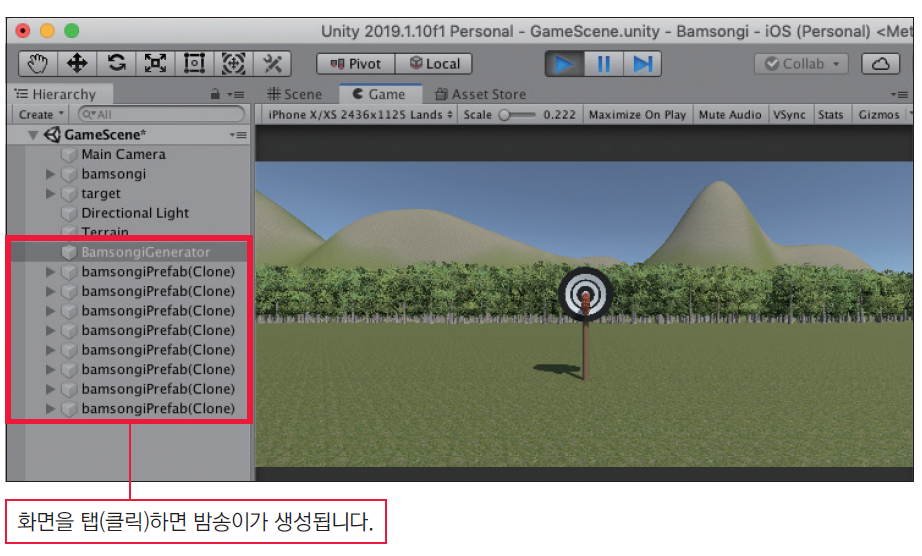 Unity 2019.1.10f1 Personal - GameScene.unity - Bamsongi - iOS (Personal) <Met
Pivot Local Collab
Hierarchy # Scene Game Asset Store
Create All iPhone X/XS 2436x1125 Lands Scale 0.222 Maximize On Play Mute Audio VSync Stats Gizmos
GameScene*
Main Camera
bamsongi
target
Directional Light
Terrain
BamsongiGenerator
bamsongiPrefab(Clone)
bamsongiPrefab(Clone)
bamsongiPrefab(Clone)
bamsongiPrefab(Clone)
bamsongiPrefab(Clone)
bamsongiPrefab(Clone)
bamsongiPrefab(Clone)
bamsongiPrefab(Clone)
화면을 탭(클릭)하면 밤송이가 생성됩니다.